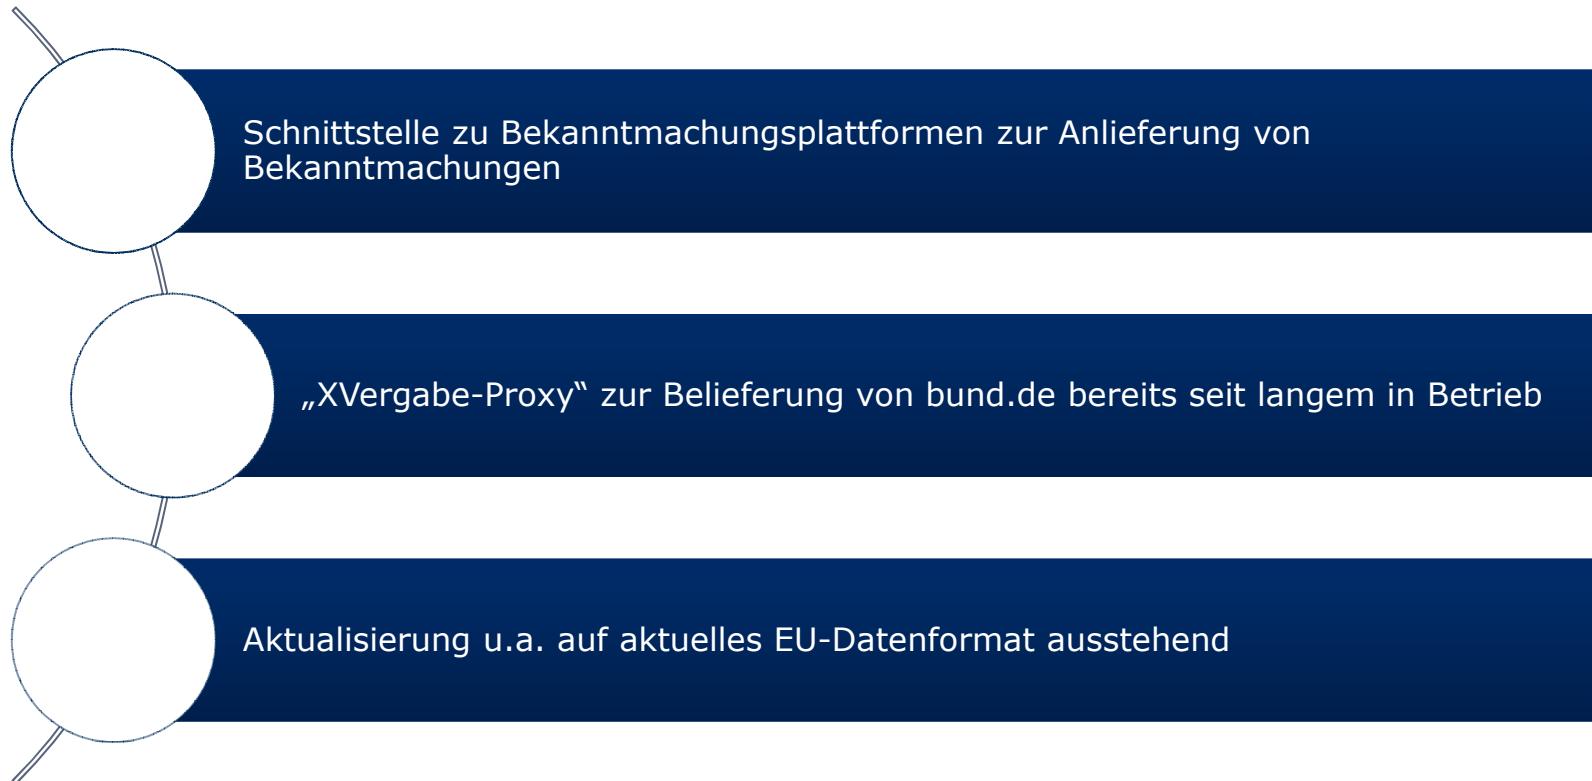 Schnittstelle zu Bekanntmachungsplattformen zur Anlieferung von
Bekanntmachungen
„XVergabe-Proxy“ zur Belieferung von bund.de bereits seit langem in Betrieb
Aktualisierung u.a. auf aktuelles EU-Datenformat ausstehend